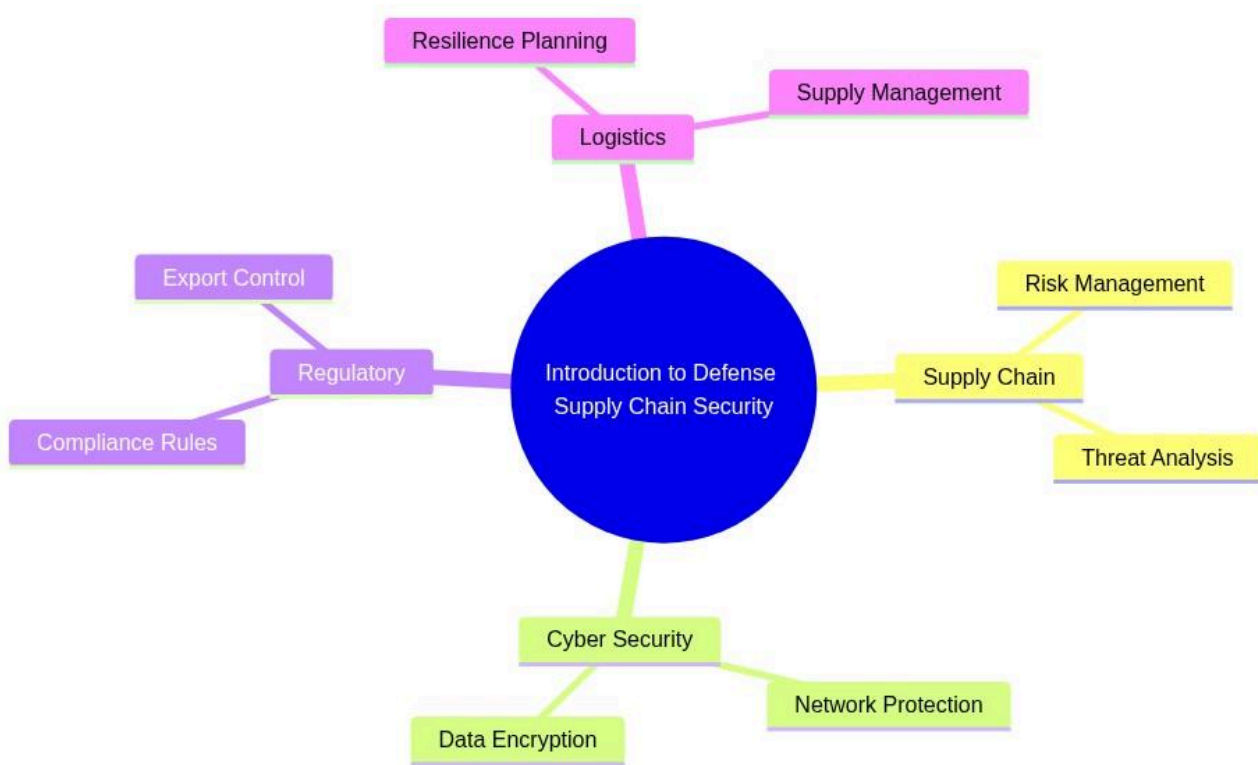 Resilience Planning
Supply Management
Logistics
Export Control
Risk Management
Regulatory
Introduction to Defense
Supply Chain Security
Supply Chain
Compliance Rules
Threat Analysis
Cyber Security
Network Protection
Data Encryption